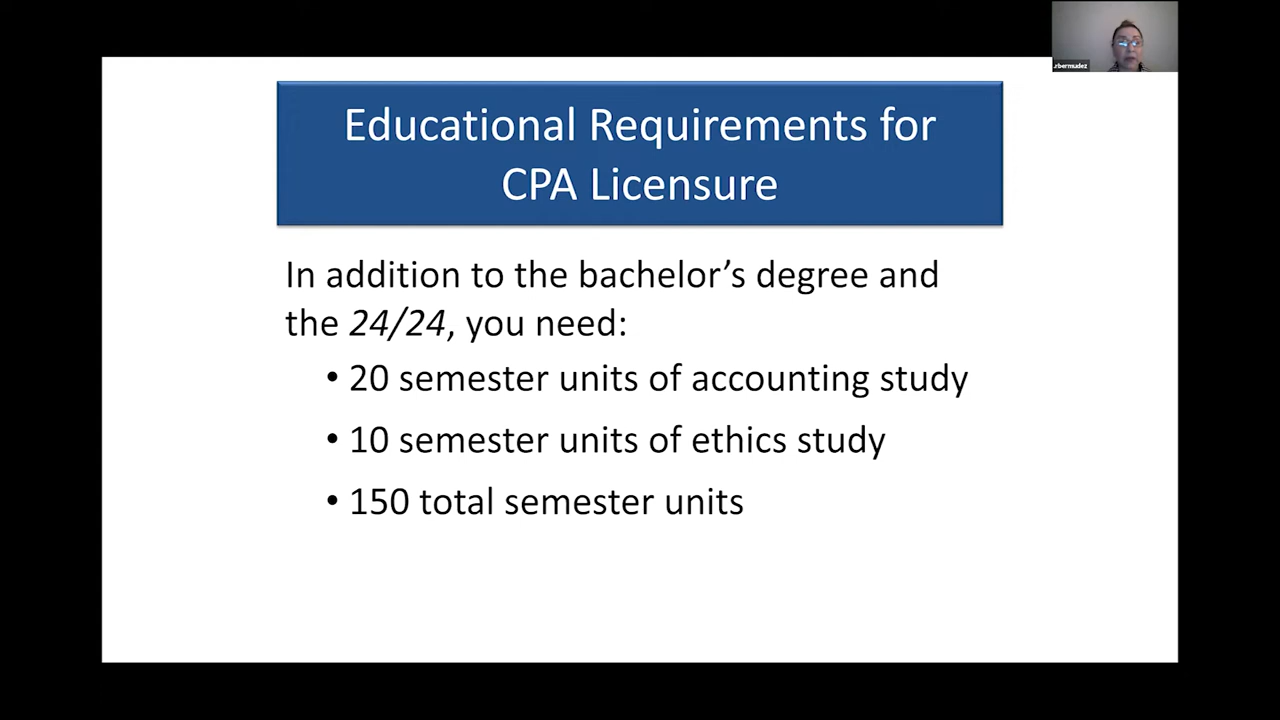 rbermudez
Educational Requirements for
CPA Licensure
In addition to the bachelor’s degree and
the 24/24, you need:
• 20 semester units of accounting study
• 10 semester units of ethics study
• 150 total semester units